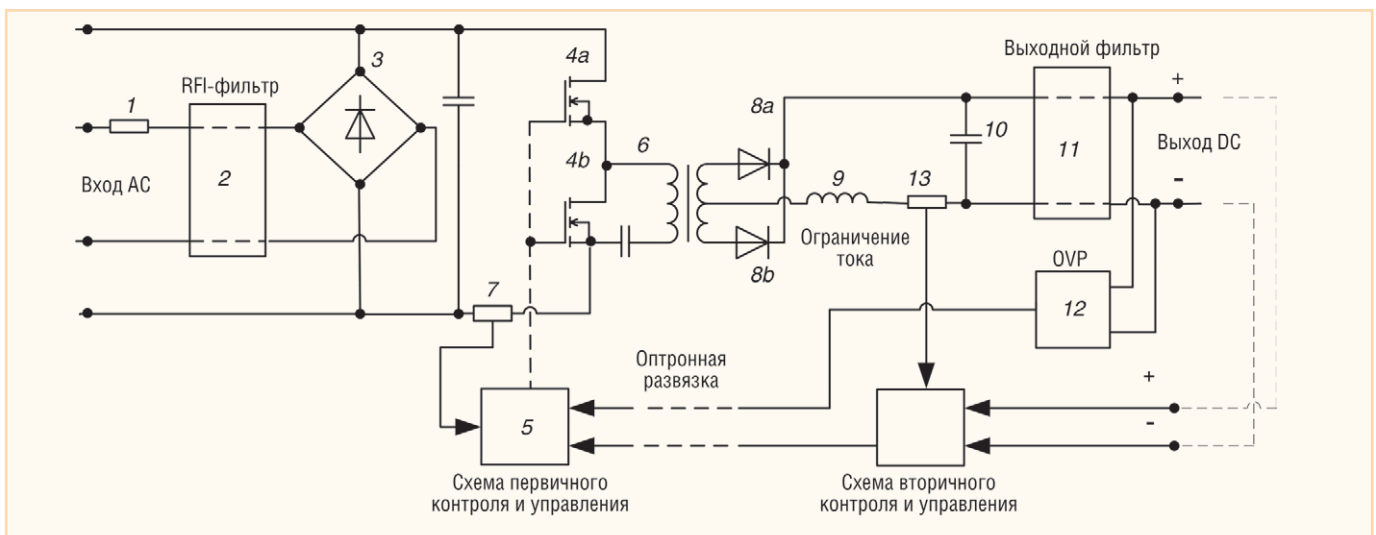 4a
3
Выходной фильтр
RFI-фильтр
+
1
8a
4b
6
10
2
11
Выход DC
Вход AC
9
13
-
Ограничение
тока
8b
OVP
7
12
Оптронная
развязка
+
-
5
Схема первичного
контроля и управления
Схема вторичного
контроля и управления